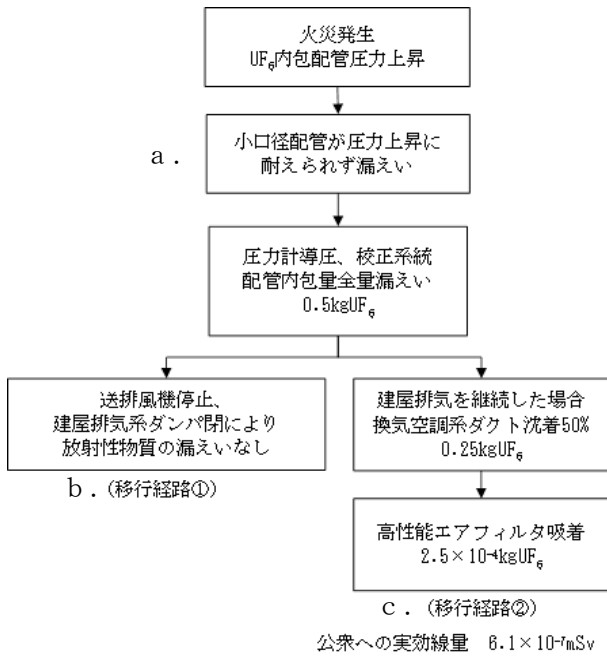 火災発生
UF₆内包配管圧力上昇
a．
小口径配管が圧力上昇に
耐えられず漏えい
圧力計導圧、校正系統
配管内包量全量漏えい
0.5kgUF₆
送排風機停止、
建屋排気系ダンパ閉により
放射性物質の漏えいなし
b．(移行経路①)
建屋排気を継続した場合
換気空調系ダクト沈着50%
0.25kgUF₆
高性能エアフィルタ吸着
2.5×10⁻⁴kgUF₆
c．(移行経路②)
公衆への実効線量　6.1×10⁻⁷mSv